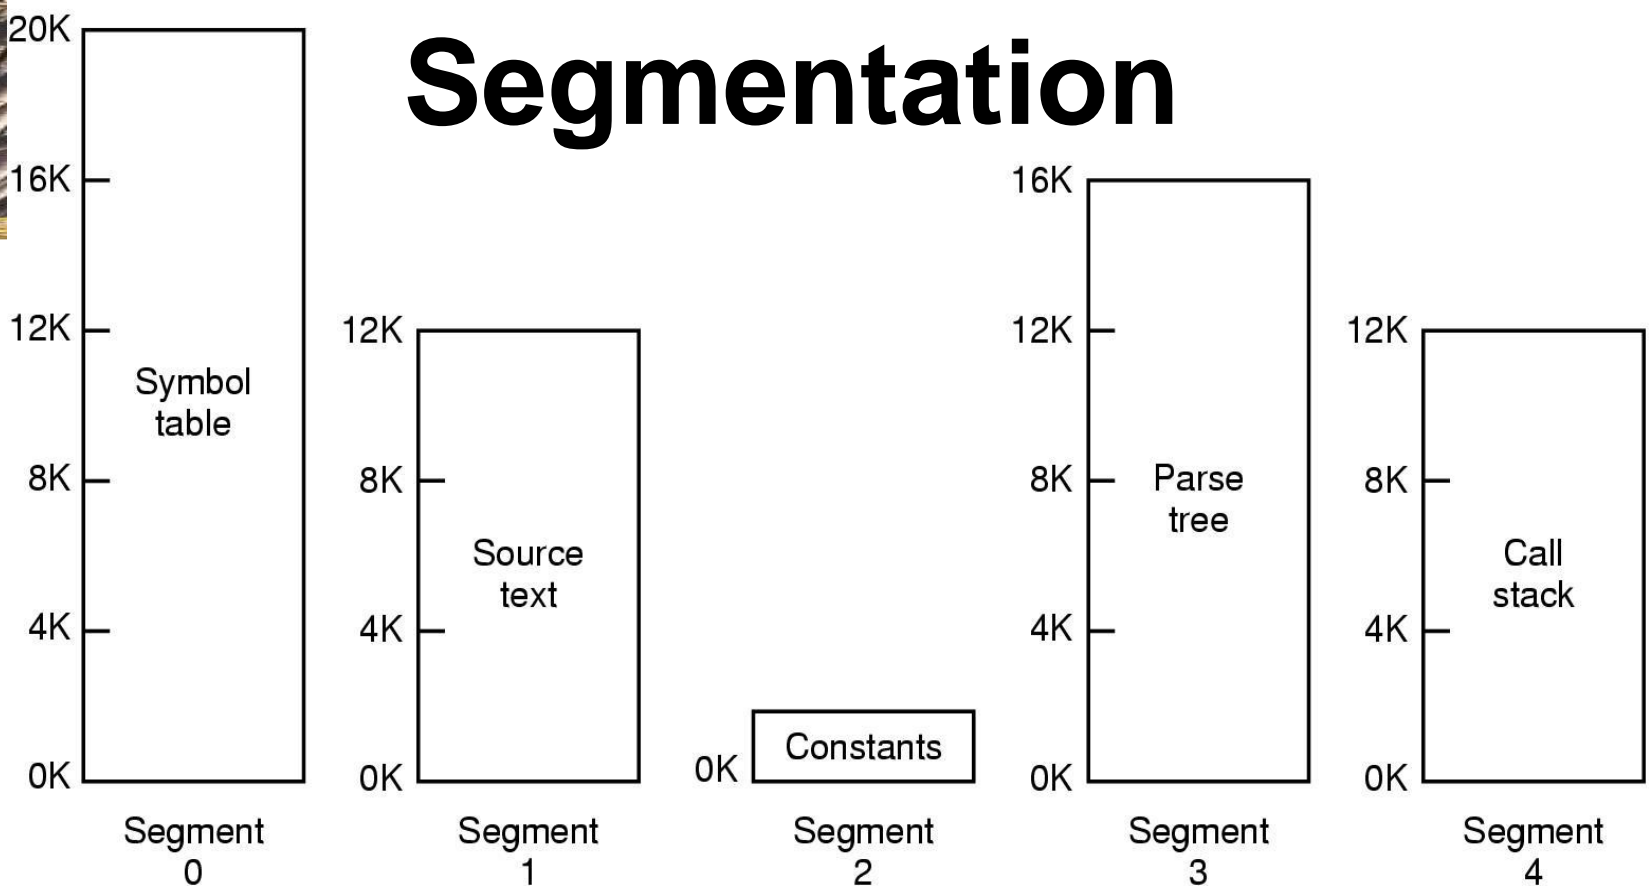 Segmentation
20K
16K
12K
8K
4K
0K
Symbol
table
Segment
0
12K
8K
4K
0K
Source
text
Segment
1
0K
Constants
Segment
2
16K
12K
8K
4K
0K
Parse
tree
Segment
3
12K
8K
4K
0K
Call
stack
Segment
4